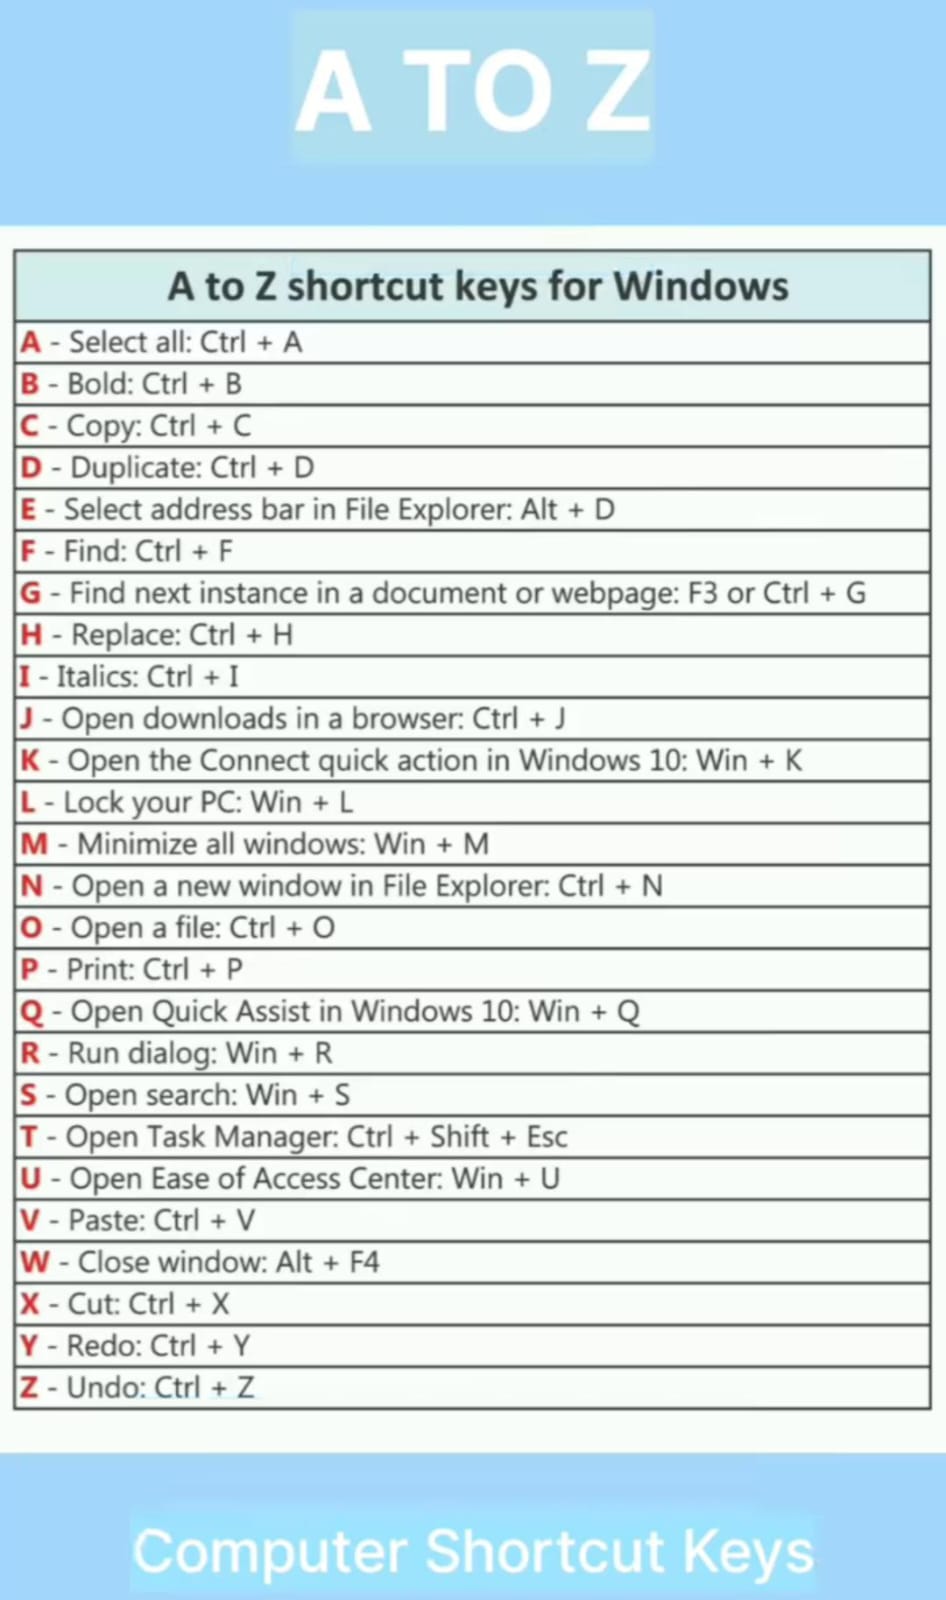 A TO Z
A to Z shortcut keys for Windows
A - Select all: Ctrl + A
B - Bold: Ctrl + B
C - Copy: Ctrl + C
D - Duplicate: Ctrl + D
E - Select address bar in File Explorer: Alt + D
F - Find: Ctrl + F
G - Find next instance in a document or webpage: F3 or Ctrl + G
H - Replace: Ctrl + H
I - Italics: Ctrl + I
J - Open downloads in a browser: Ctrl + J
K - Open the Connect quick action in Windows 10: Win + K
L - Lock your PC: Win + L
M - Minimize all windows: Win + M
N - Open a new window in File Explorer: Ctrl + N
O - Open a file: Ctrl + O
P - Print: Ctrl + P
Q - Open Quick Assist in Windows 10: Win + Q
R - Run dialog: Win + R
S - Open search: Win + S
T - Open Task Manager: Ctrl + Shift + Esc
U - Open Ease of Access Center: Win + U
V - Paste: Ctrl + V
W - Close window: Alt + F4
X - Cut: Ctrl + X
Y - Redo: Ctrl + Y
Z - Undo: Ctrl + Z
Computer Shortcut Keys